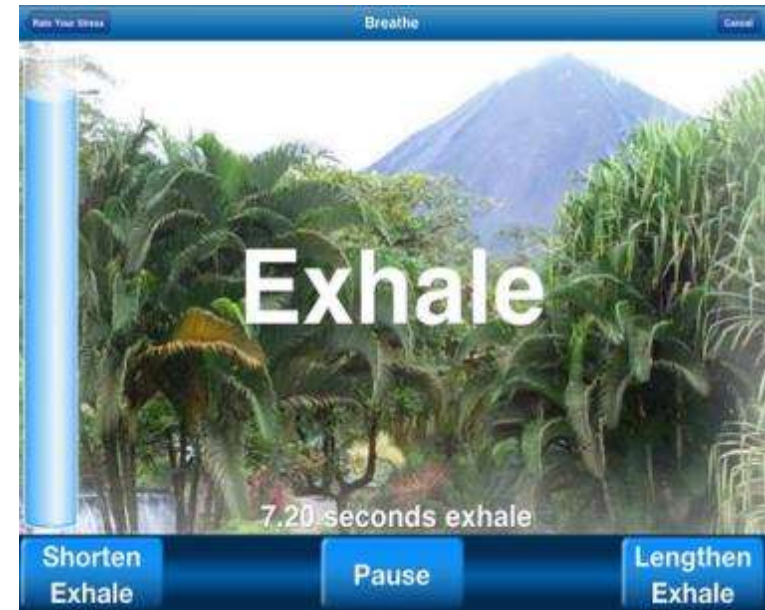 Rate Your Stress
Breathe
Cancel
Exhale
7.20 seconds exhale
Shorten
Exhale
Pause
Lengthen
Exhale